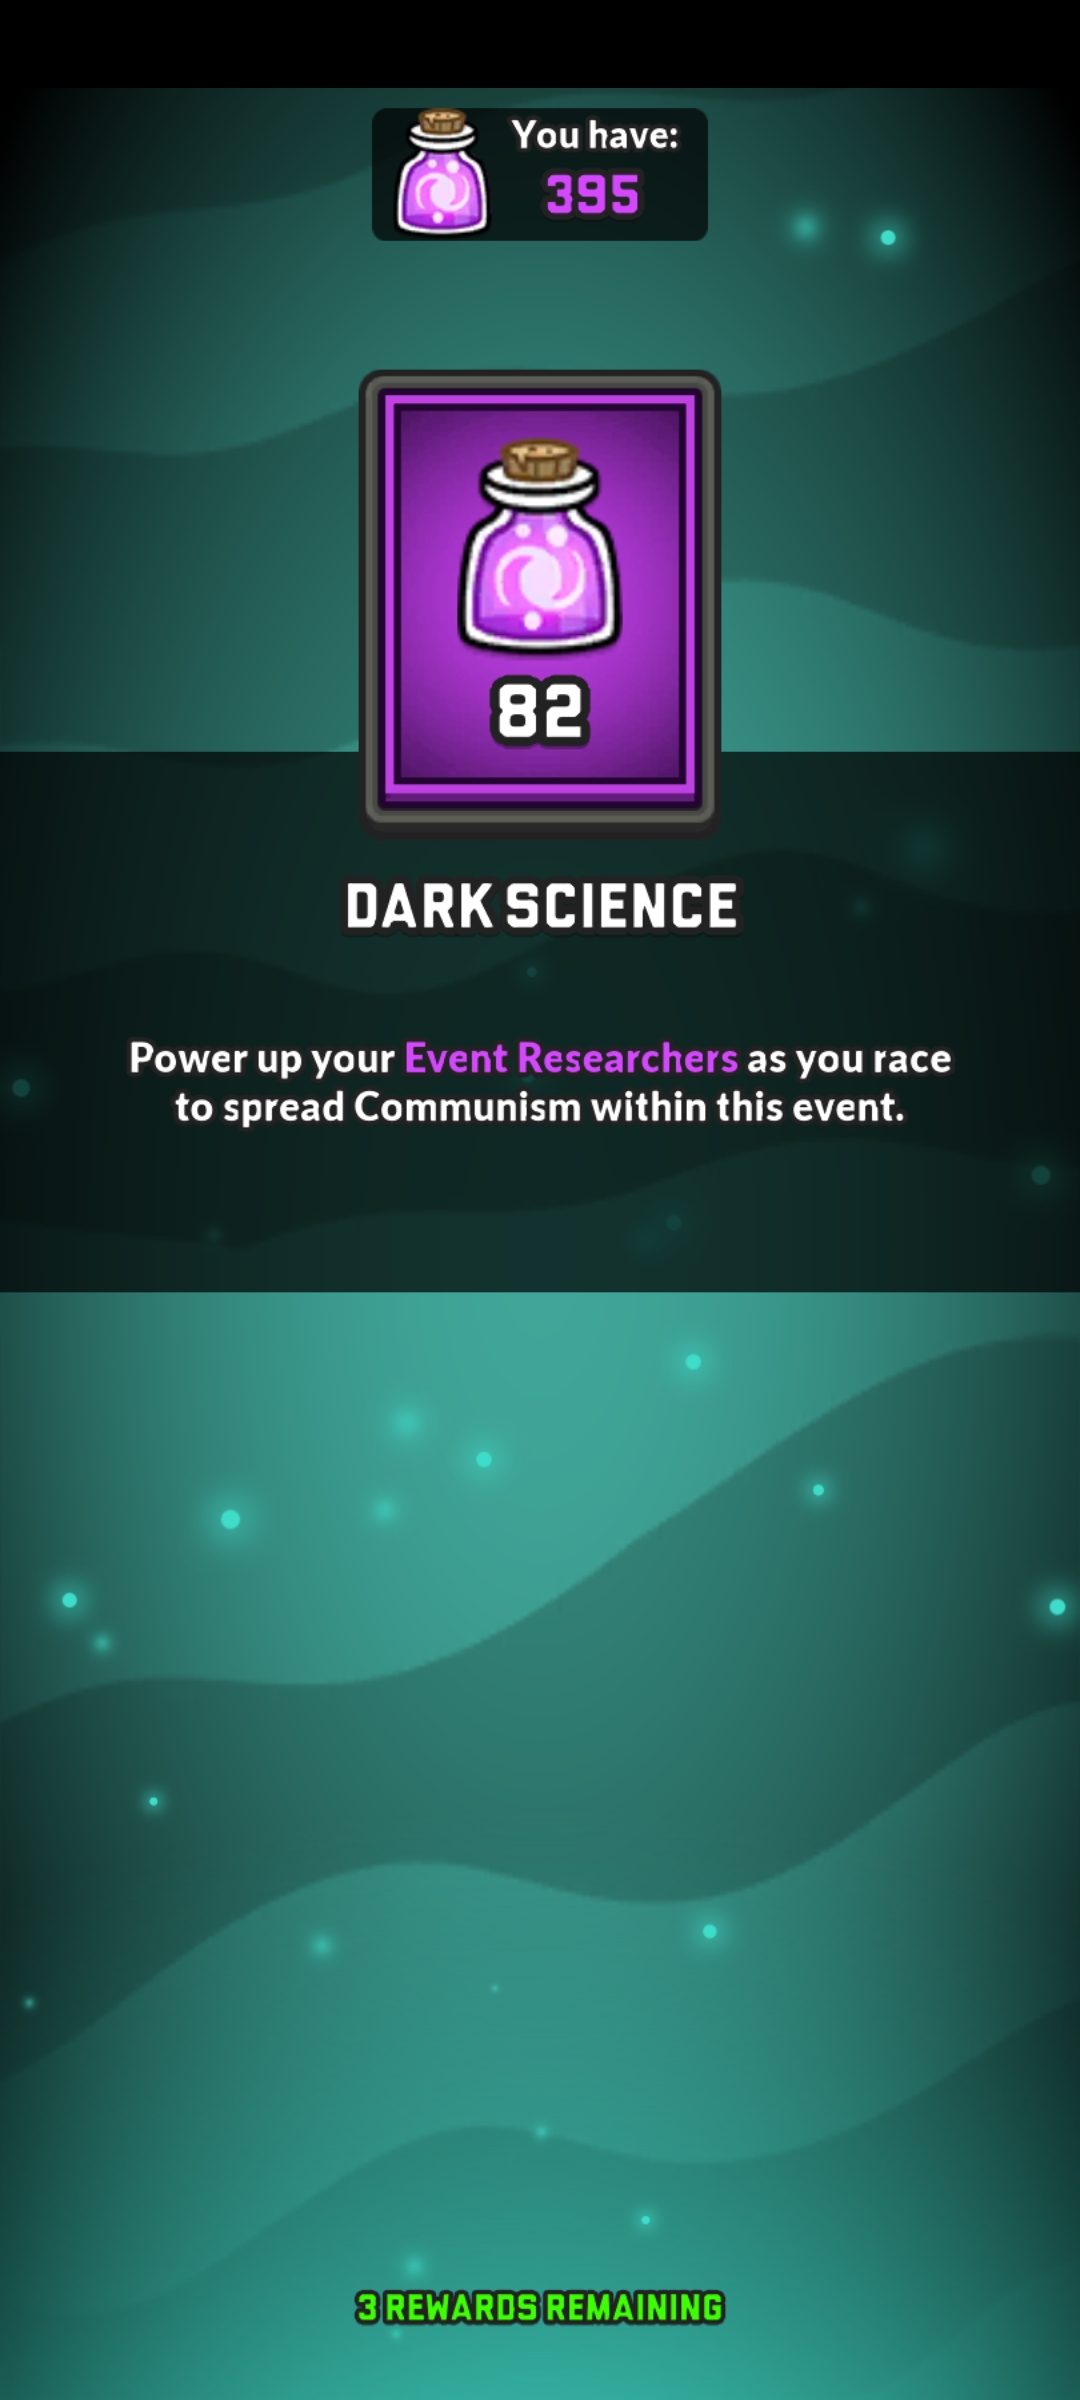 You have:
395
82
DARK SCIENCE
Power up your Event Researchers as you race
to spread Communism within this event.
3 REWARDS REMAINING